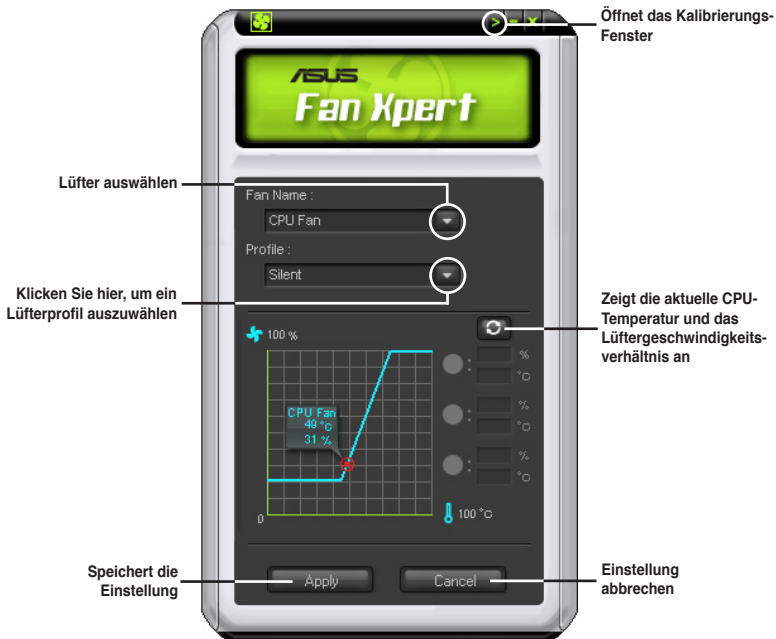 Öffnet das Kalibrierungs-
Fenster
ASUS
Fan Xpert
Lüfter auswählen
Fan Name :
CPU Fan
Profile :
Silent
Klicken Sie hier, um ein
Lüfterprofil auszuwählen
Zeigt die aktuelle CPU-
Temperatur und das
Lüftergeschwindigkeits-
verhältnis an
100 %
%
°C
CPU Fan
49 °C
31 %
%
°C
%
°C
0
100 °C
Speichert die
Einstellung
Apply
Cancel
Einstellung
abbrechen